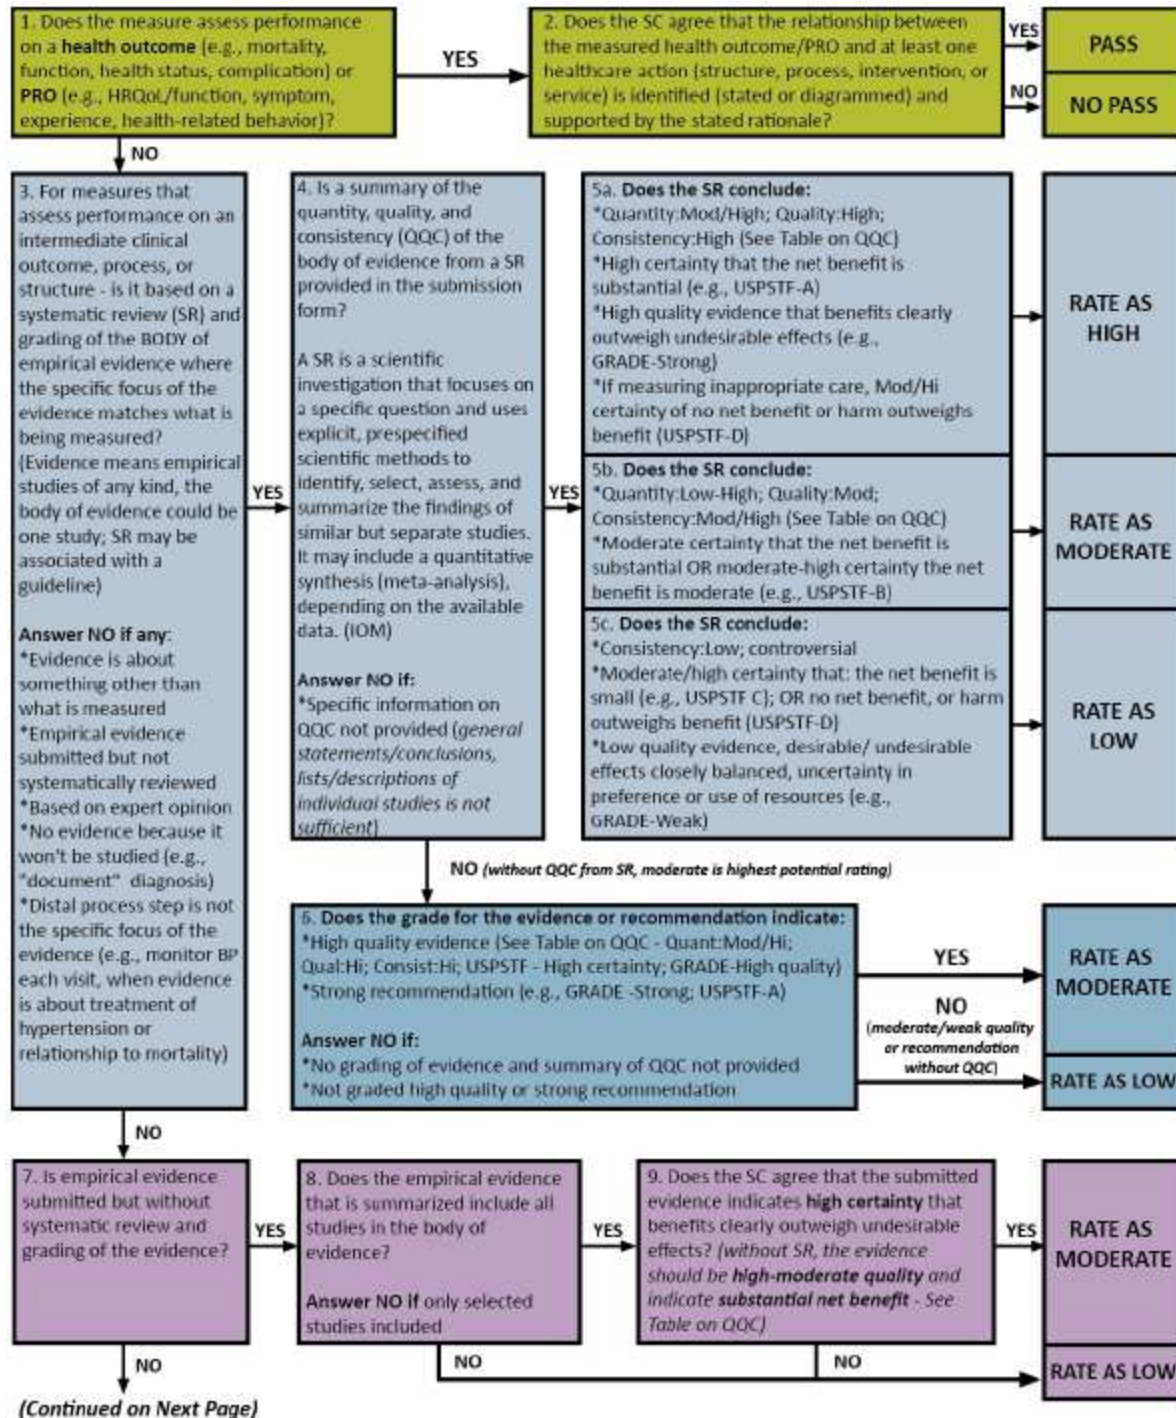 1. Does the measure assess performance
on a health outcome (e.g., mortality,
function, health status, complication) or
PRO (e.g., HRQoL/function, symptom,
experience, health-related behavior)?
YES
2. Does the SC agree that the relationship between
the measured health outcome/PRO and at least one
healthcare action (structure, process, intervention, or
service) is identified (stated or diagrammed) and
supported by the stated rationale?
YES
PASS
NO
NO PASS
NO
3. For measures that
assess performance on an
intermediate clinical
outcome, process, or
structure - is it based on a
systematic review (SR) and
grading of the BODY of
empirical evidence where
the specific focus of the
evidence matches what is
being measured?
(Evidence means empirical
studies of any kind, the
body of evidence could be
one study; SR may be
associated with a
guideline)
Answer NO if any:
*Evidence is about
something other than
what is measured
*Empirical evidence
submitted but not
systematically reviewed
*Based on expert opinion
*No evidence because it
won't be studied (e.g.,
"document" diagnosis)
*Distal process step is not
the specific focus of the
evidence (e.g., monitor BP
each visit, when evidence
is about treatment of
hypertension or
relationship to mortality)
YES
4. Is a summary of the
quantity, quality, and
consistency (QQC) of the
body of evidence from a SR
provided in the submission
form?
A SR is a scientific
investigation that focuses on
a specific question and uses
explicit, prespecified
scientific methods to
identify, select, assess, and
summarize the findings of
similar but separate studies.
It may include a quantitative
synthesis (meta-analysis),
depending on the available
data. (IOM)
Answer NO if:
*Specific information on
QQC not provided (general
statements/conclusions,
lists/descriptions of
individual studies is not
sufficient)
YES
5a. Does the SR conclude:
*Quantity:Mod/High; Quality:High;
Consistency:High (See Table on QQC)
*High certainty that the net benefit is
substantial (e.g., USPSTF-A)
*High quality evidence that benefits clearly
outweigh undesirable effects (e.g.,
GRADE-Strong)
*If measuring inappropriate care, Mod/Hi
certainty of no net benefit or harm outweighs
benefit (USPSTF-D)
RATE AS
HIGH
5b. Does the SR conclude:
*Quantity:Low-High; Quality:Mod;
Consistency:Mod/High (See Table on QQC)
*Moderate certainty that the net benefit is
substantial OR moderate-high certainty the net
benefit is moderate (e.g., USPSTF-B)
RATE AS
MODERATE
5c. Does the SR conclude:
*Consistency:Low; controversial
*Moderate/high certainty that: the net benefit is
small (e.g., USPSTF C); OR no net benefit, or harm
outweighs benefit (USPSTF-D)
*Low quality evidence, desirable/ undesirable
effects closely balanced, uncertainty in
preference or use of resources (e.g.,
GRADE-Weak)
RATE AS
LOW
NO (without QQC from SR, moderate is highest potential rating)
6. Does the grade for the evidence or recommendation indicate:
*High quality evidence (See Table on QQC - Quant:Mod/Hi;
Qual:Hi; Consist:Hi; USPSTF - High certainty; GRADE-High quality)
*Strong recommendation (e.g., GRADE -Strong; USPSTF-A)
Answer NO if:
*No grading of evidence and summary of QQC not provided
*Not graded high quality or strong recommendation
YES
RATE AS
MODERATE
NO
(moderate/weak quality
or recommendation
without QQC)
RATE AS LOW
NO
7. Is empirical evidence
submitted but without
systematic review and
grading of the evidence?
YES
8. Does the empirical evidence
that is summarized include all
studies in the body of
evidence?
Answer NO if only selected
studies included
YES
9. Does the SC agree that the submitted
evidence indicates high certainty that
benefits clearly outweigh undesirable
effects? (without SR, the evidence
should be high-moderate quality and
indicate substantial net benefit - See
Table on QQC)
YES
RATE AS
MODERATE
NO
NO
NO
RATE AS LOW
(Continued on Next Page)